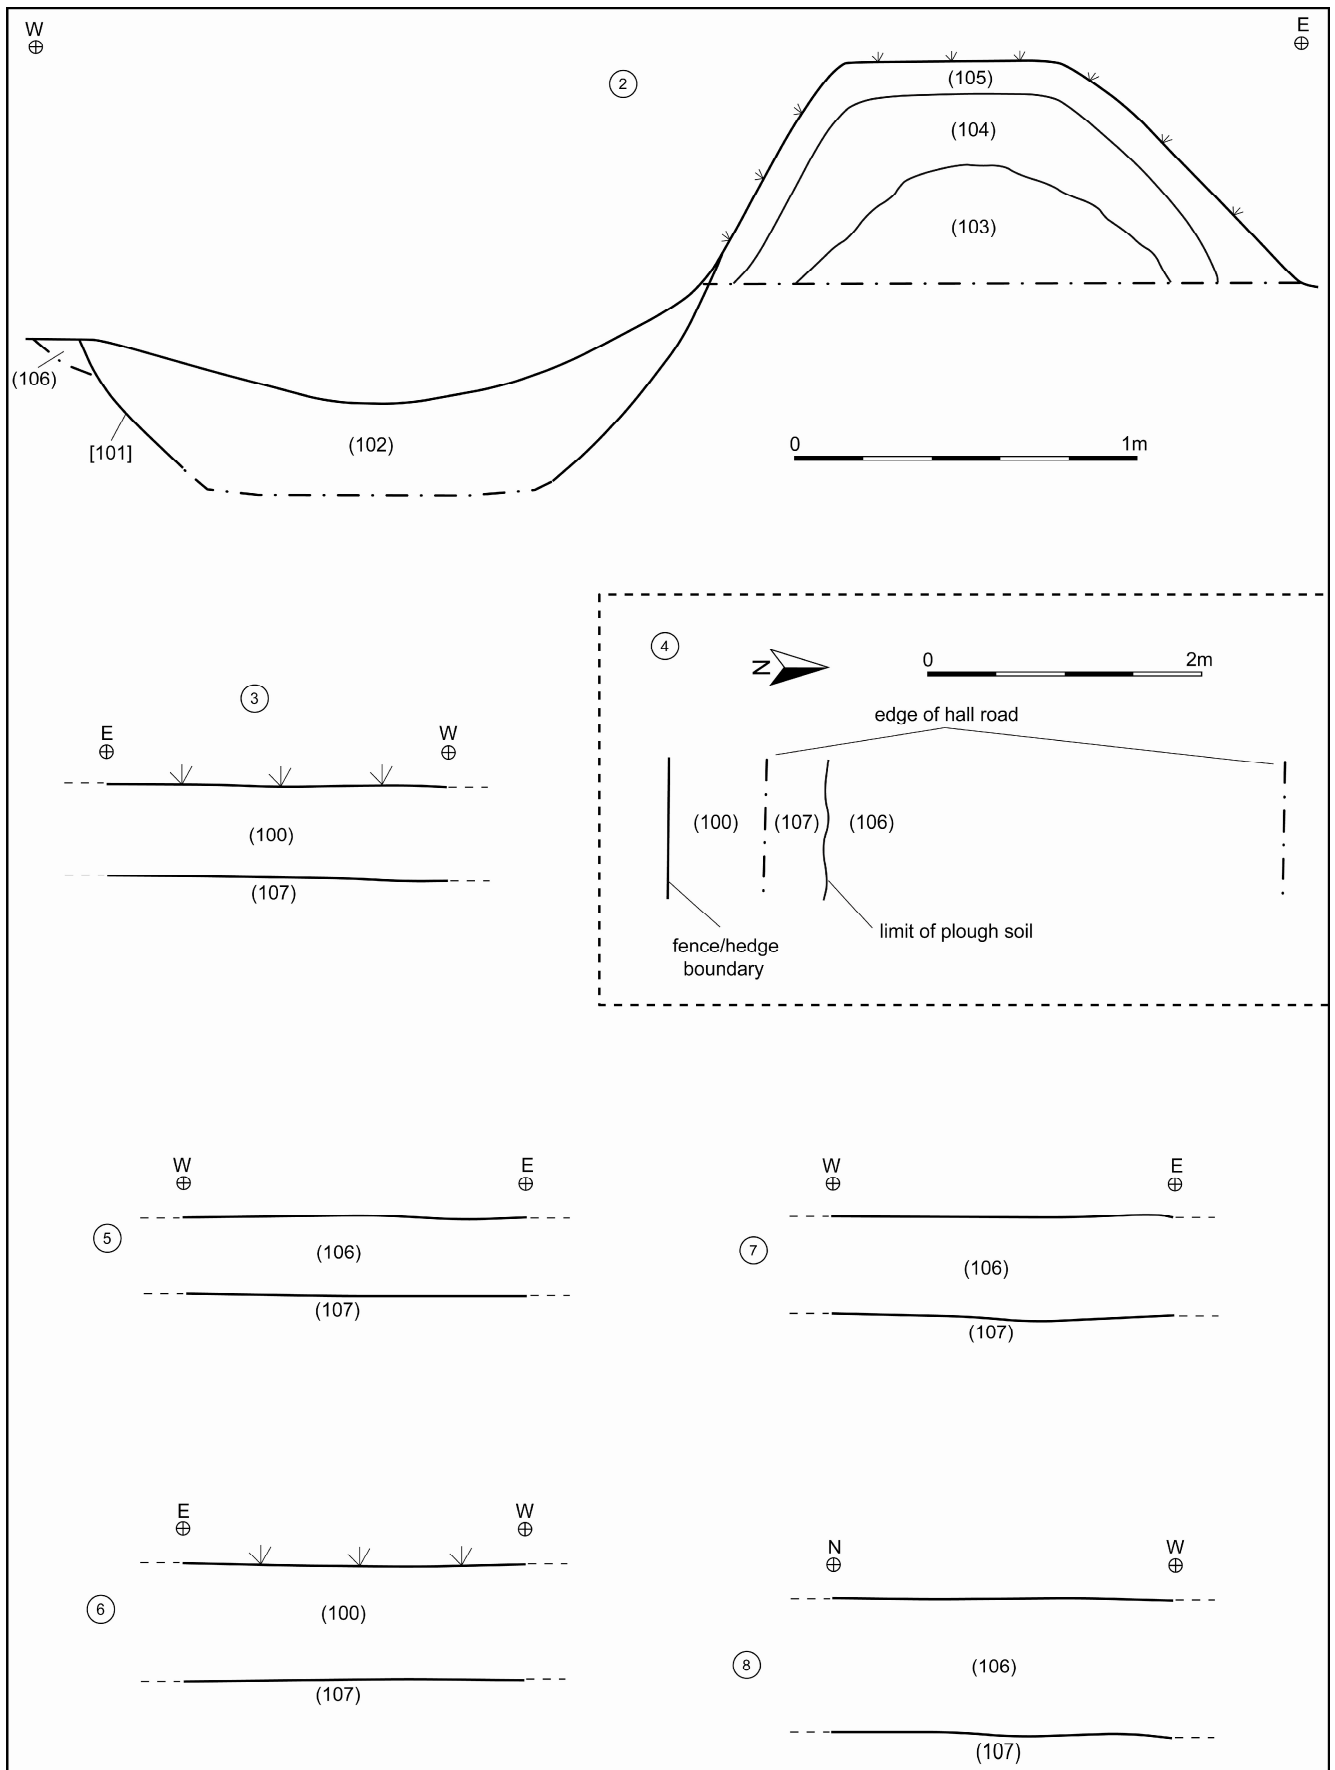 W
E
2
(105)
(104)
(103)
(106)
[101]
(102)
0 1m
4
N
0 2m
edge of hall road
(100) (107) (106)
limit of plough soil
fence/hedge
boundary
3
E W
(100)
(107)
W E
5
(106)
(107)
W E
7
(106)
(107)
E W
6
(100)
(107)
N W
8
(106)
(107)